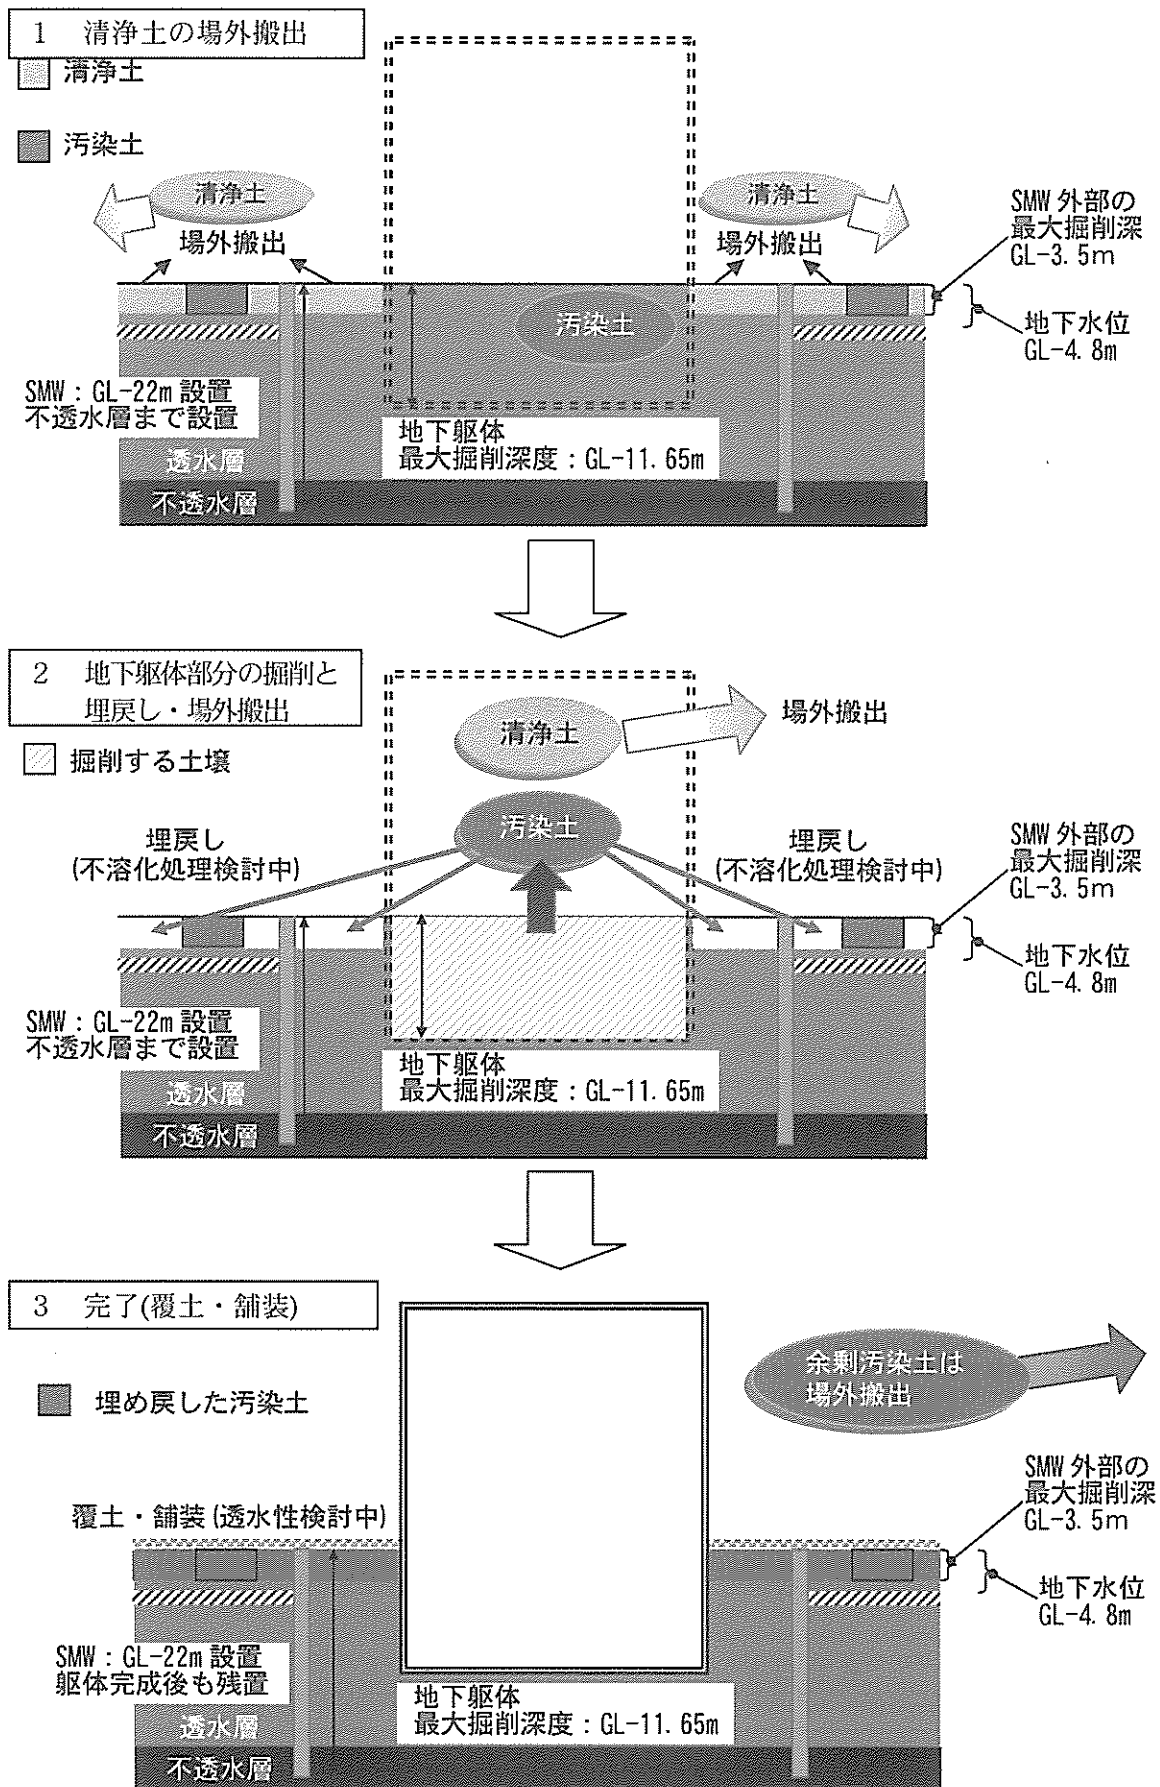 1 清浄土の場外搬出
清浄土
汚染土
清浄土
場外搬出
清浄土
場外搬出
SMW 外部の
最大掘削深
GL-3.5m
汚染土
地下水位
GL-4.8m
SMW：GL-22m 設置
不透水層まで設置
地下躯体
最大掘削深度：GL-11.65m
透水層
不透水層
2 地下躯体部分の掘削と
埋戻し・場外搬出
掘削する土壌
清浄土
場外搬出
汚染土
埋戻し
(不溶化処理検討中)
埋戻し
(不溶化処理検討中)
SMW 外部の
最大掘削深
GL-3.5m
地下水位
GL-4.8m
SMW：GL-22m 設置
不透水層まで設置
地下躯体
最大掘削深度：GL-11.65m
透水層
不透水層
3 完了(覆土・舗装)
埋め戻した汚染土
余剰汚染土は
場外搬出
覆土・舗装(透水性検討中)
SMW 外部の
最大掘削深
GL-3.5m
地下水位
GL-4.8m
SMW：GL-22m 設置
躯体完成後も残置
地下躯体
最大掘削深度：GL-11.65m
透水層
不透水層